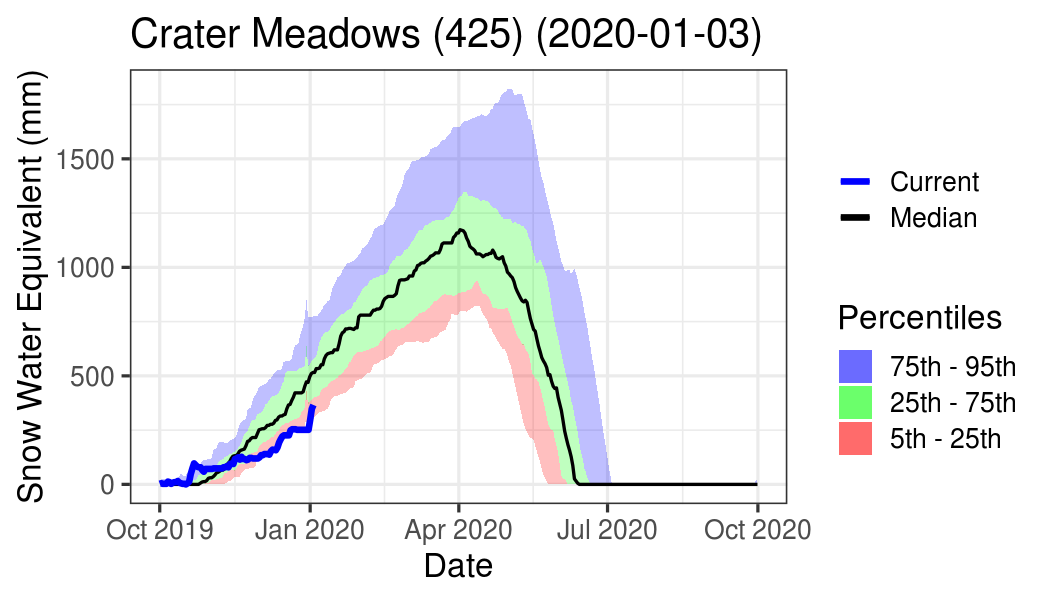 Crater Meadows (425) (2020-01-03)
Snow Water Equivalent (mm)
1500
1000
500
0
Oct 2019 Jan 2020 Apr 2020 Jul 2020 Oct 2020
Date
Current
Median
Percentiles
75th - 95th
25th - 75th
5th - 25th